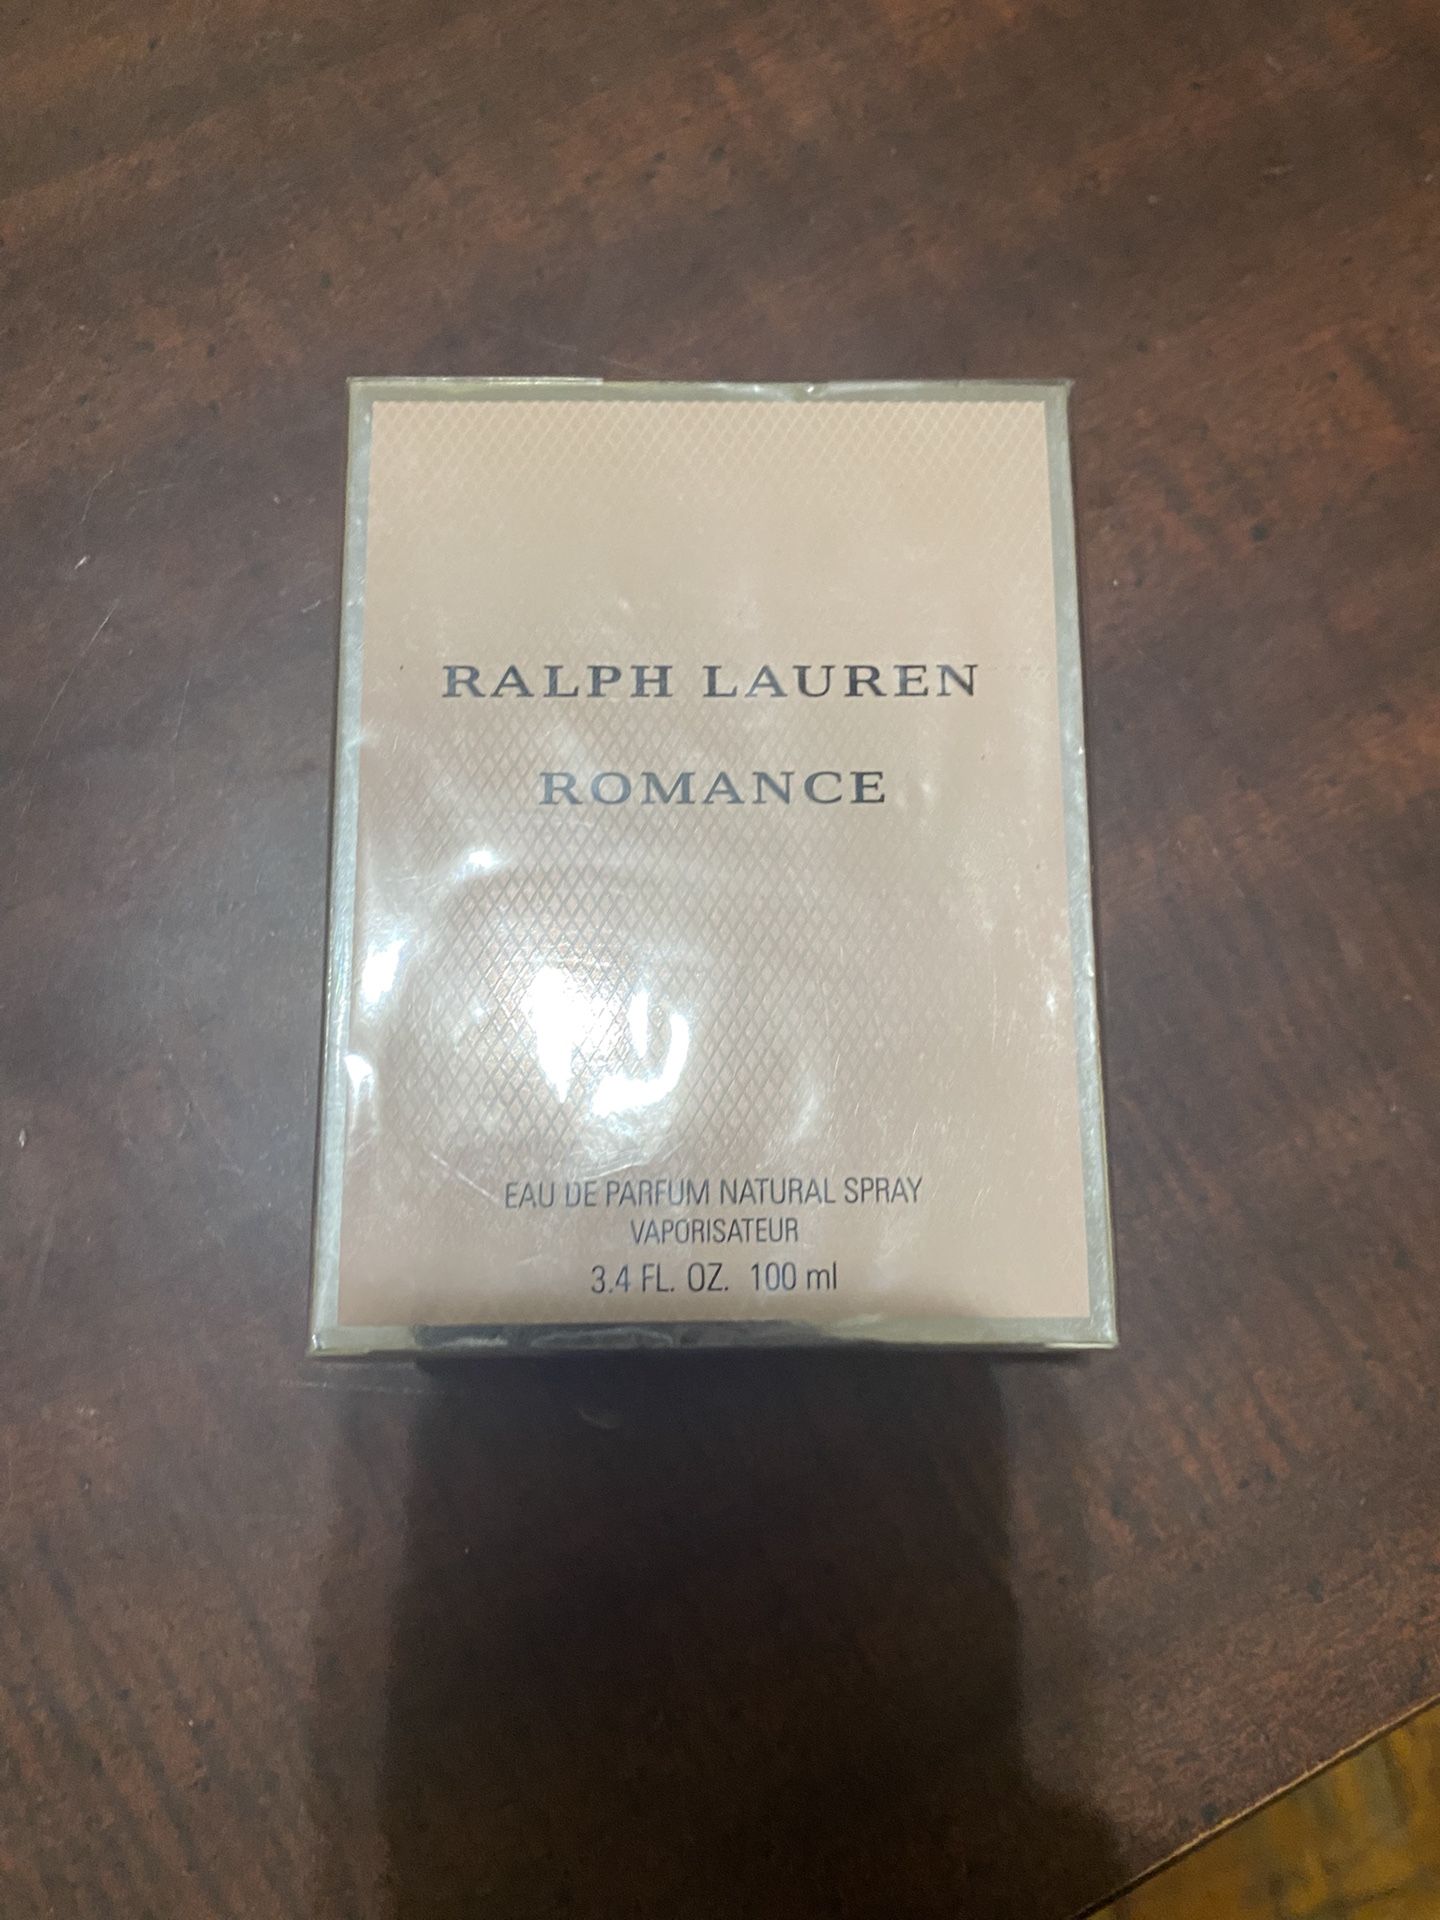 RALPH LAUREN
ROMANCE
EAU DE PARFUM NATURAL SPRAY
VAPORISATEUR
3.4 FL. OZ. 100 ml